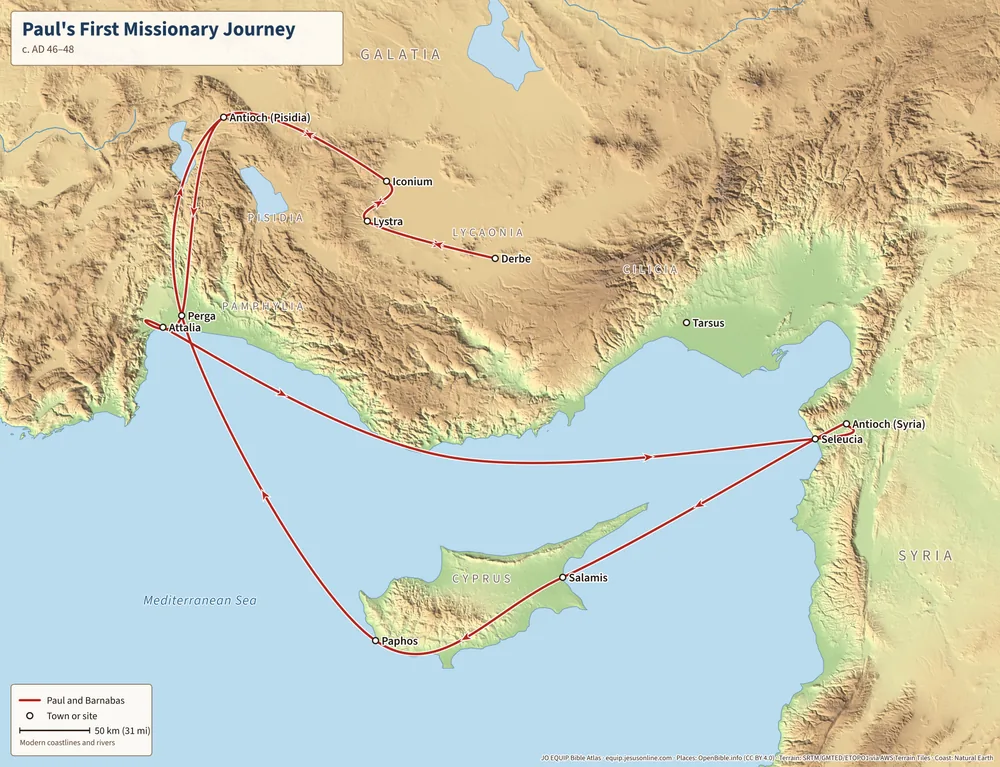 Paul's First Missionary Journey
c. AD 46–48
GALATIA
Antioch (Pisidia)
Iconium
PISIDIA
Lystra
LYCAONIA
Derbe
CILICIA
PAMPHYLIA
Perga
Attalia
Tarsus
Antioch (Syria)
Seleucia
SYRIA
CYPRUS
Salamis
Mediterranean Sea
Paphos
Paul and Barnabas
Town or site
50 km (31 mi)
Modern coastlines and rivers
JO EQUIP Bible Atlas · equip.jesusonline.com · Places: OpenBible.info (CC BY 4.0) · Terrain: SRTM/GMTED/ETOPO1 via AWS Terrain Tiles · Coast: Natural Earth